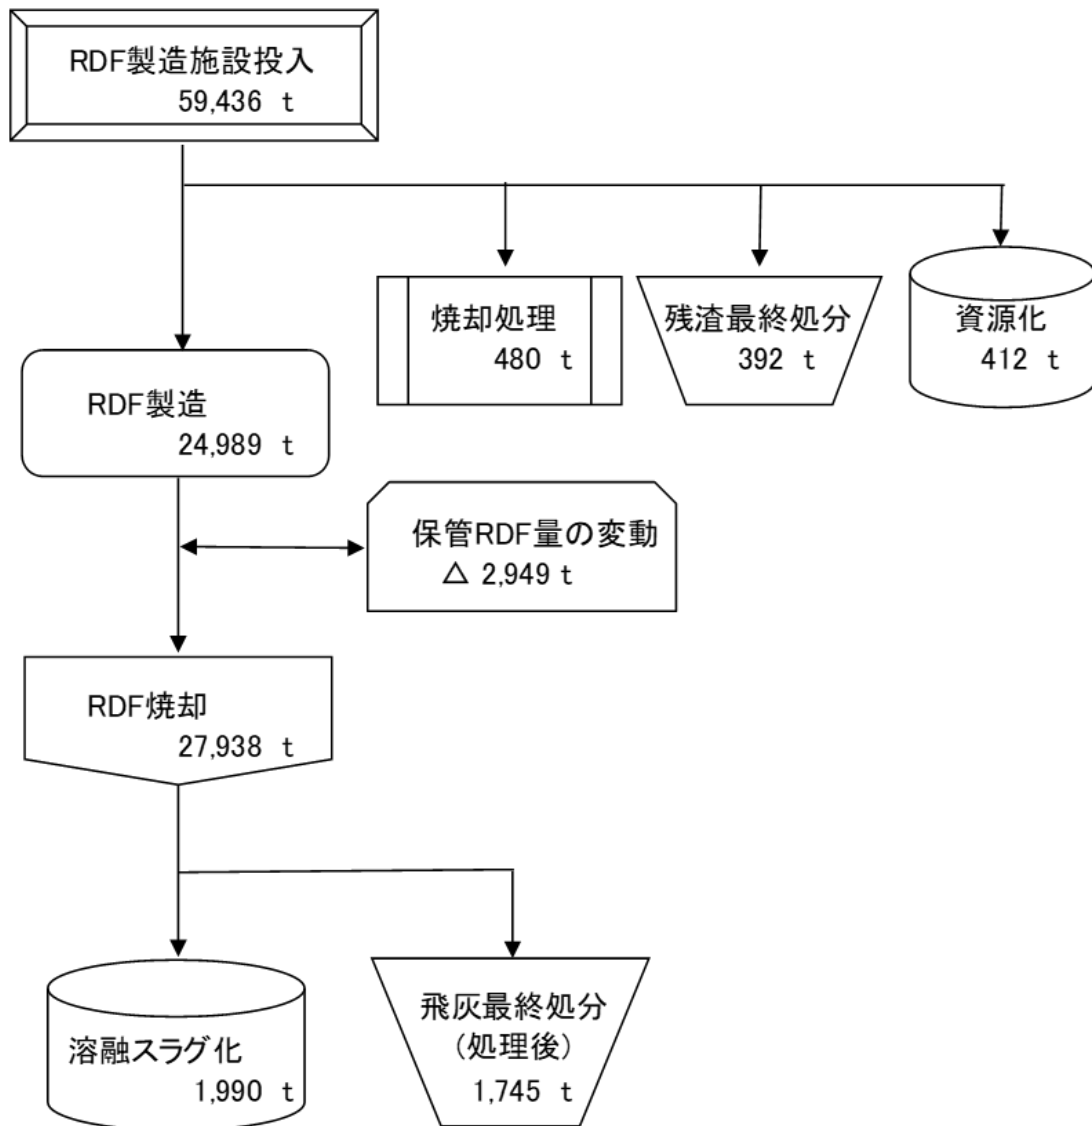 RDF製造施設投入
59,436 t
焼却処理
480 t
残渣最終処分
392 t
資源化
412 t
RDF製造
24,989 t
保管RDF量の変動
△ 2,949 t
RDF焼却
27,938 t
溶融スラグ化
1,990 t
飛灰最終処分
(処理後)
1,745 t